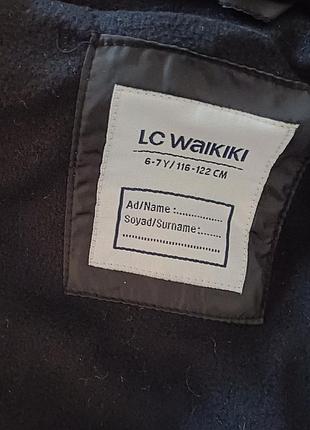 LC WAIKIKI
6-7 Y/116-122 CM
Ad/Name :..............
Soyad/Surname:.........
..............................